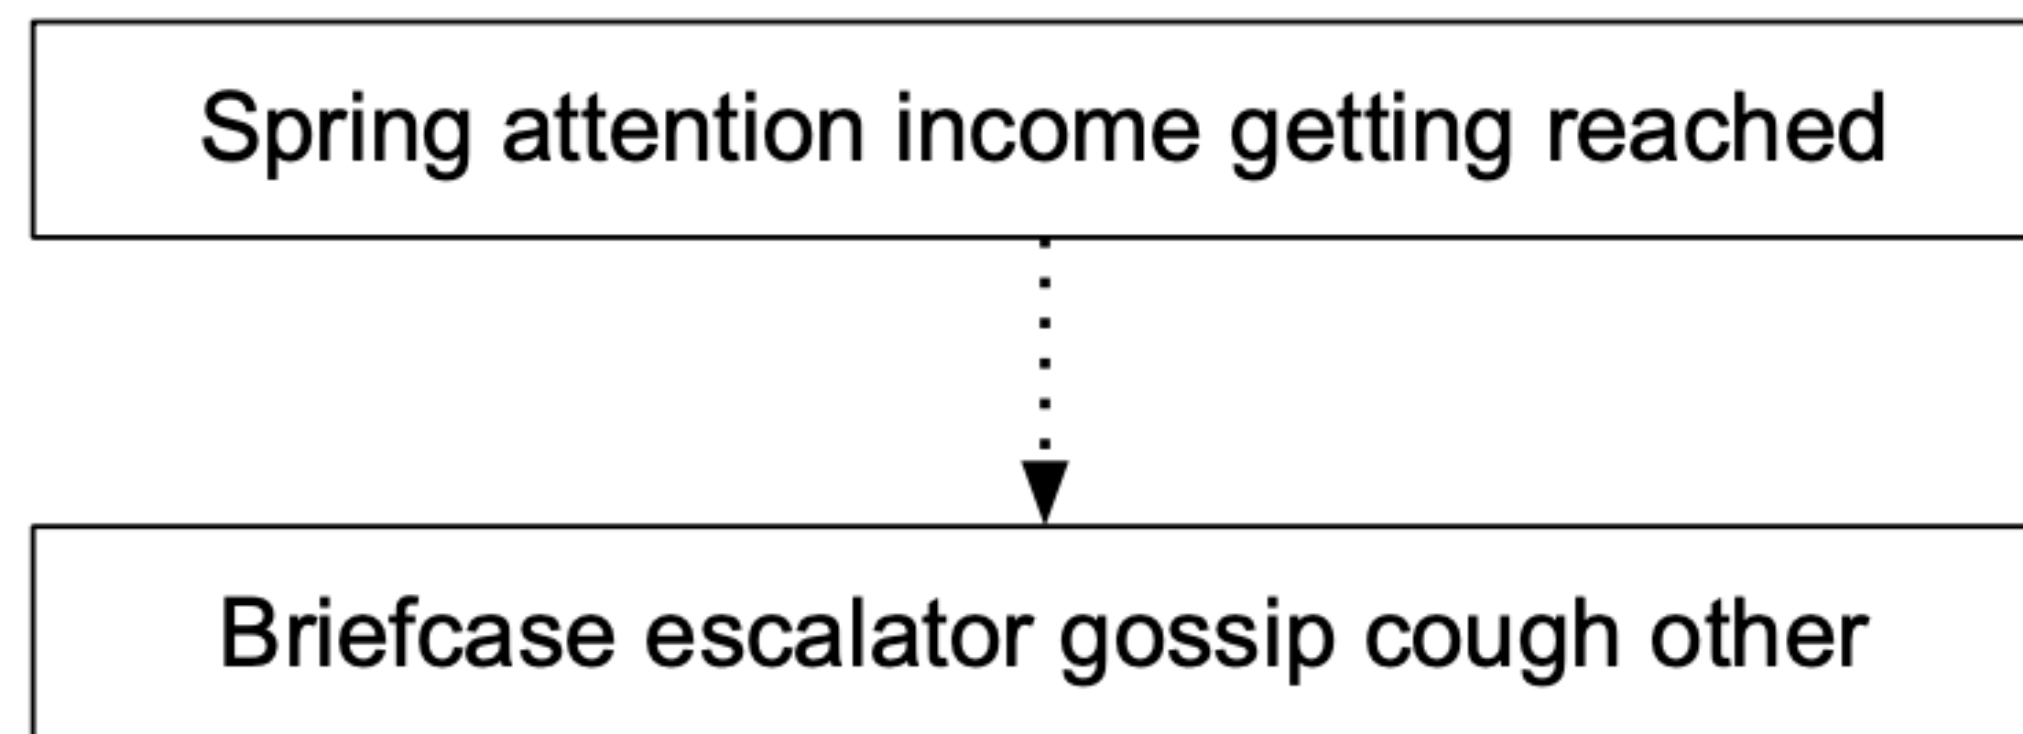 Spring attention income getting reached
Briefcase escalator gossip cough other